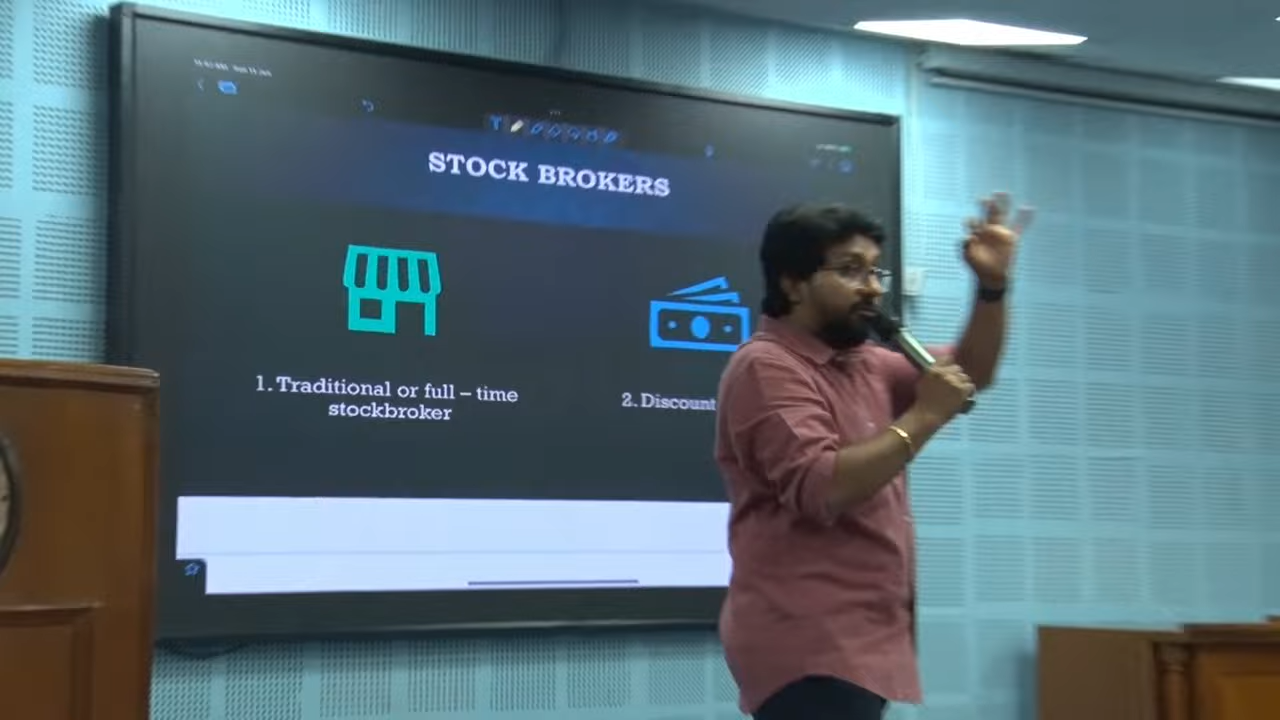 STOCK BROKERS
1. Traditional or full – time
stockbroker
2. Discount